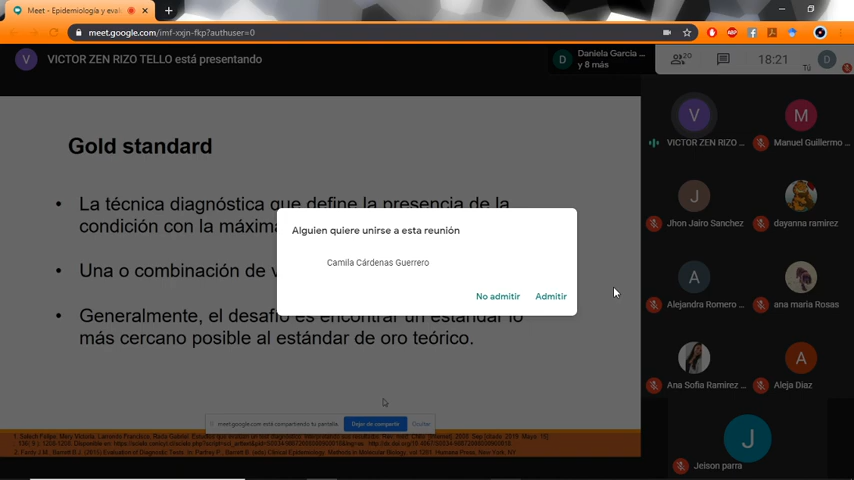 Meet - Epidemiología y eval
meet.google.com/imf-xxjn-fkp?authuser=0
ABP
V
VICTOR ZEN RIZO TELLO está presentando
D
Daniela Garcia ...
y 8 más
20
18:21
Tú
D
Gold standard
• La técnica diagnóstica que define la presencia de la
condición con la máxima
• Una o combinación de v
• Generalmente, el desafío es encontrar un estándar lo
más cercano posible al estándar de oro teórico.
Alguien quiere unirse a esta reunión
Camila Cárdenas Guerrero
No admitir
Admitir
meet.google.com está compartiendo tu pantalla.
Dejar de compartir
Ocultar
V
VICTOR ZEN RIZO ...
M
Manuel Guillermo ...
J
Jhon Jairo Sanchez
dayanna ramirez
A
Alejandra Romero ...
ana maria Rosas
Ana Sofia Ramirez ...
A
Aleja Diaz
J
Jeison parra